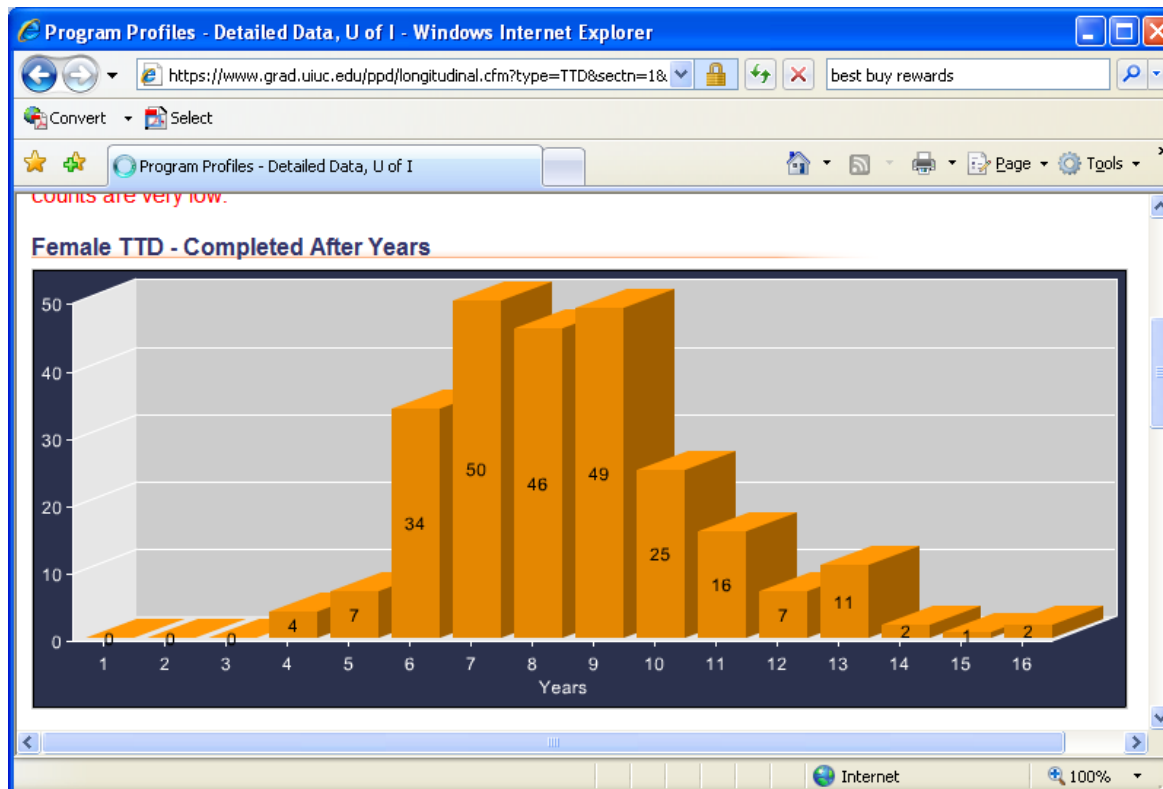 Program Profiles - Detailed Data, U of I - Windows Internet Explorer
https://www.grad.uiuc.edu/ppd/longitudinal.cfm?type=TTD&sectn=1&
best buy rewards
Convert Select
Program Profiles - Detailed Data, U of I
Page Tools
counts are very low.
Female TTD - Completed After Years
50
40
30
20
10
0
0 0 0 4 7 34 50 46 49 25 16 7 11 2 1 2
1 2 3 4 5 6 7 8 9 10 11 12 13 14 15 16
Years
Internet 100%